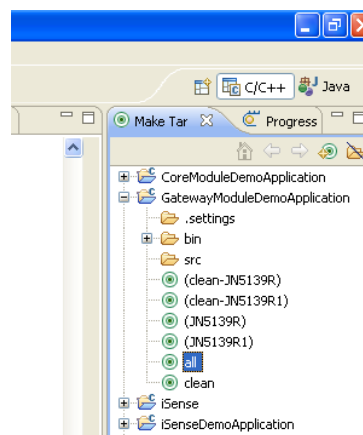 C/C++ Java
Make Tar Progress
CoreModuleDemoApplication
GatewayModuleDemoApplication
.settings
bin
src
(clean-JN5139R)
(clean-JN5139R1)
(JN5139R)
(JN5139R1)
all
clean
iSense
iSenseDemoApplication